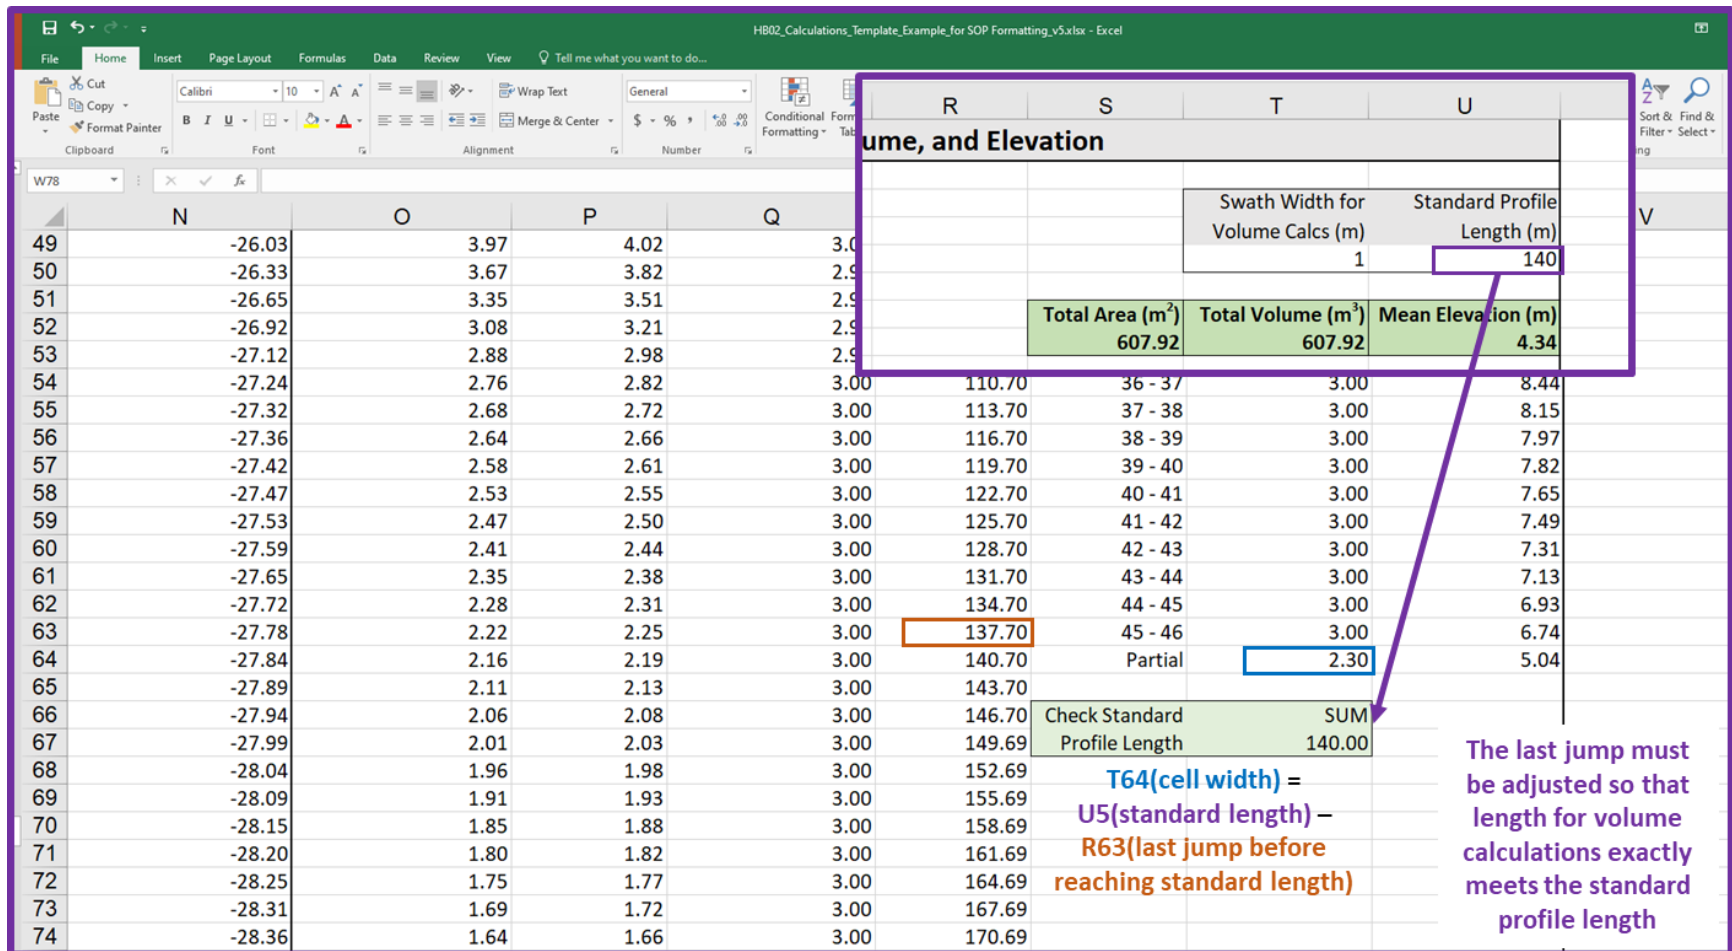 HB02_Calculations_Template_Example_for SOP Formatting_v5.xlsx - Excel
File Home Insert Page Layout Formulas Data Review View Tell me what you want to do...
Paste
Cut
Copy
Format Painter
Clipboard
Calibri 10 A A
B I U A
Font
Wrap Text
Merge & Center
Alignment
General
$ % ,
Number
Conditional
Formatting
Sort & Find &
Filter Select
W78 fx
N O P Q V
R S T U
ume, and Elevation
Swath Width for Standard Profile
Volume Calcs (m) Length (m)
1 140
Total Area (m²) Total Volume (m³) Mean Elevation (m)
607.92 607.92 4.34
49 -26.03 3.97 4.02
50 -26.33 3.67 3.82
51 -26.65 3.35 3.51
52 -26.92 3.08 3.21
53 -27.12 2.88 2.98
54 -27.24 2.76 2.82 3.00 110.70 36 - 37 3.00 8.44
55 -27.32 2.68 2.72 3.00 113.70 37 - 38 3.00 8.15
56 -27.36 2.64 2.66 3.00 116.70 38 - 39 3.00 7.97
57 -27.42 2.58 2.61 3.00 119.70 39 - 40 3.00 7.82
58 -27.47 2.53 2.55 3.00 122.70 40 - 41 3.00 7.65
59 -27.53 2.47 2.50 3.00 125.70 41 - 42 3.00 7.49
60 -27.59 2.41 2.44 3.00 128.70 42 - 43 3.00 7.31
61 -27.65 2.35 2.38 3.00 131.70 43 - 44 3.00 7.13
62 -27.72 2.28 2.31 3.00 134.70 44 - 45 3.00 6.93
63 -27.78 2.22 2.25 3.00 137.70 45 - 46 3.00 6.74
64 -27.84 2.16 2.19 3.00 140.70 Partial 2.30 5.04
65 -27.89 2.11 2.13 3.00 143.70
66 -27.94 2.06 2.08 3.00 146.70 Check Standard SUM
67 -27.99 2.01 2.03 3.00 149.69 Profile Length 140.00
68 -28.04 1.96 1.98 3.00 152.69
69 -28.09 1.91 1.93 3.00 155.69
70 -28.15 1.85 1.88 3.00 158.69
71 -28.20 1.80 1.82 3.00 161.69
72 -28.25 1.75 1.77 3.00 164.69
73 -28.31 1.69 1.72 3.00 167.69
74 -28.36 1.64 1.66 3.00 170.69
T64(cell width) =
U5(standard length) –
R63(last jump before
reaching standard length)
The last jump must
be adjusted so that
length for volume
calculations exactly
meets the standard
profile length